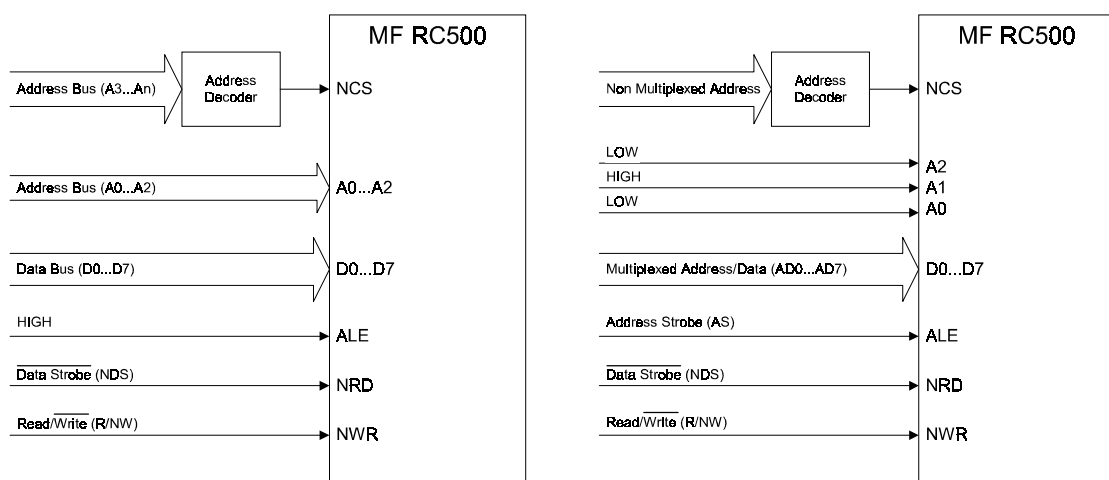 MF RC500
Address Bus (A3...An)
Address
Decoder
NCS
Address Bus (A0...A2)
A0...A2
Data Bus (D0...D7)
D0...D7
HIGH
ALE
Data Strobe (NDS)
NRD
Read/Write (R/NW)
NWR
MF RC500
Non Multiplexed Address
Address
Decoder
NCS
LOW
A2
HIGH
A1
LOW
A0
Multiplexed Address/Data (AD0...AD7)
D0...D7
Address Strobe (AS)
ALE
Data Strobe (NDS)
NRD
Read/Write (R/NW)
NWR